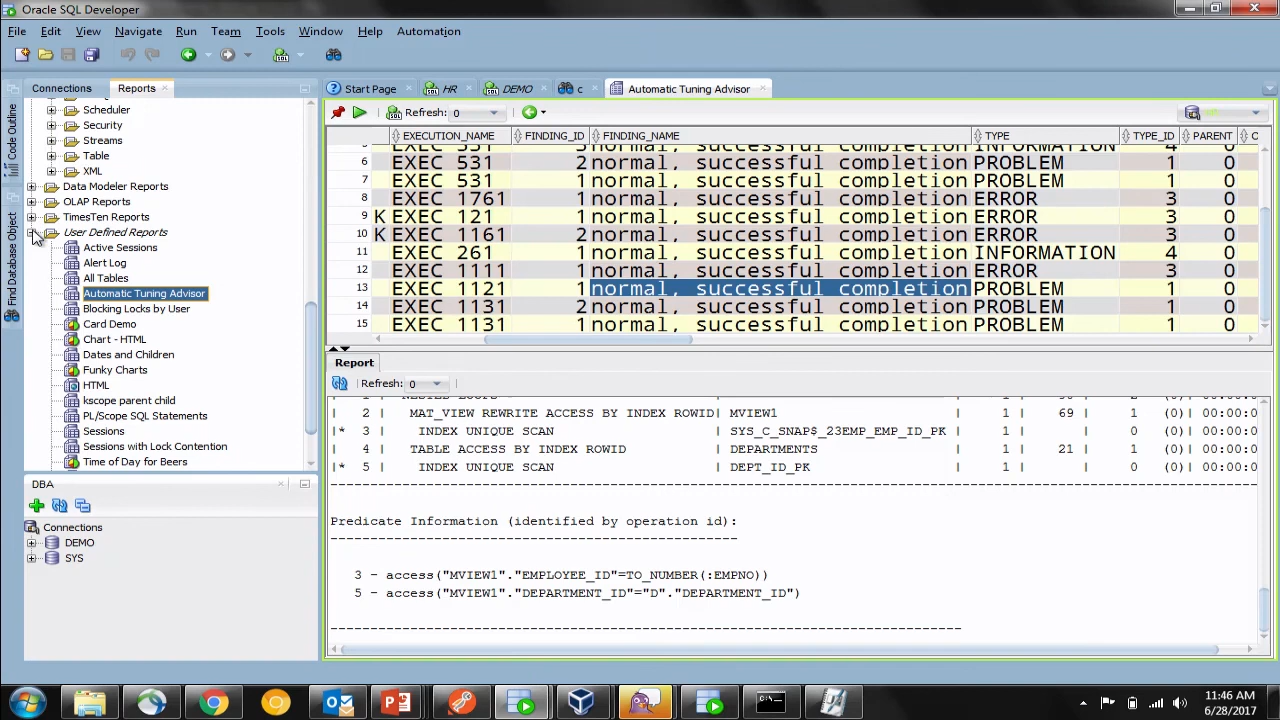 Oracle SQL Developer
File Edit View Navigate Run Team Tools Window Help Automation
Connections Reports
Start Page HR DEMO c Automatic Tuning Advisor
Code Outline
Find Database Object
Scheduler
Security
Streams
Table
XML
Data Modeler Reports
OLAP Reports
TimesTen Reports
User Defined Reports
Active Sessions
Alert Log
All Tables
Automatic Tuning Advisor
Blocking Locks by User
Card Demo
Chart - HTML
Dates and Children
Funky Charts
HTML
kscope parent child
PL/Scope SQL Statements
Sessions
Sessions with Lock Contention
Time of Day for Beers
DBA
Connections
DEMO
SYS
Refresh: 0
EXECUTION_NAME FINDING_ID FINDING_NAME TYPE TYPE_ID PARENT
INFORMATION 4 0
6 EXEC 531 2 normal, successful completion PROBLEM 1 0
7 EXEC 531 1 normal, successful completion PROBLEM 1 0
8 EXEC 1761 1 normal, successful completion ERROR 3 0
9 K EXEC 121 1 normal, successful completion ERROR 3 0
10 K EXEC 1161 2 normal, successful completion ERROR 3 0
11 EXEC 261 1 normal, successful completion INFORMATION 4 0
12 EXEC 1111 1 normal, successful completion ERROR 3 0
13 EXEC 1121 1 normal, successful completion PROBLEM 1 0
14 EXEC 1131 2 normal, successful completion PROBLEM 1 0
15 EXEC 1131 1 normal, successful completion PROBLEM 1 0
Report
Refresh: 0
| 2 | MAT_VIEW REWRITE ACCESS BY INDEX ROWID| MVIEW1 | 1 | 69 | 1 (0)| 00:00:0
|* 3 | INDEX UNIQUE SCAN | SYS_C_SNAP$_23EMP_EMP_ID_PK | 1 | | 0 (0)| 00:00:0
| 4 | TABLE ACCESS BY INDEX ROWID | DEPARTMENTS | 1 | 21 | 1 (0)| 00:00:0
|* 5 | INDEX UNIQUE SCAN | DEPT_ID_PK | 1 | | 0 (0)| 00:00:0
Predicate Information (identified by operation id):
3 - access("MVIEW1"."EMPLOYEE_ID"=TO_NUMBER(:EMPNO))
5 - access("MVIEW1"."DEPARTMENT_ID"="D"."DEPARTMENT_ID")
11:46 AM
6/28/2017